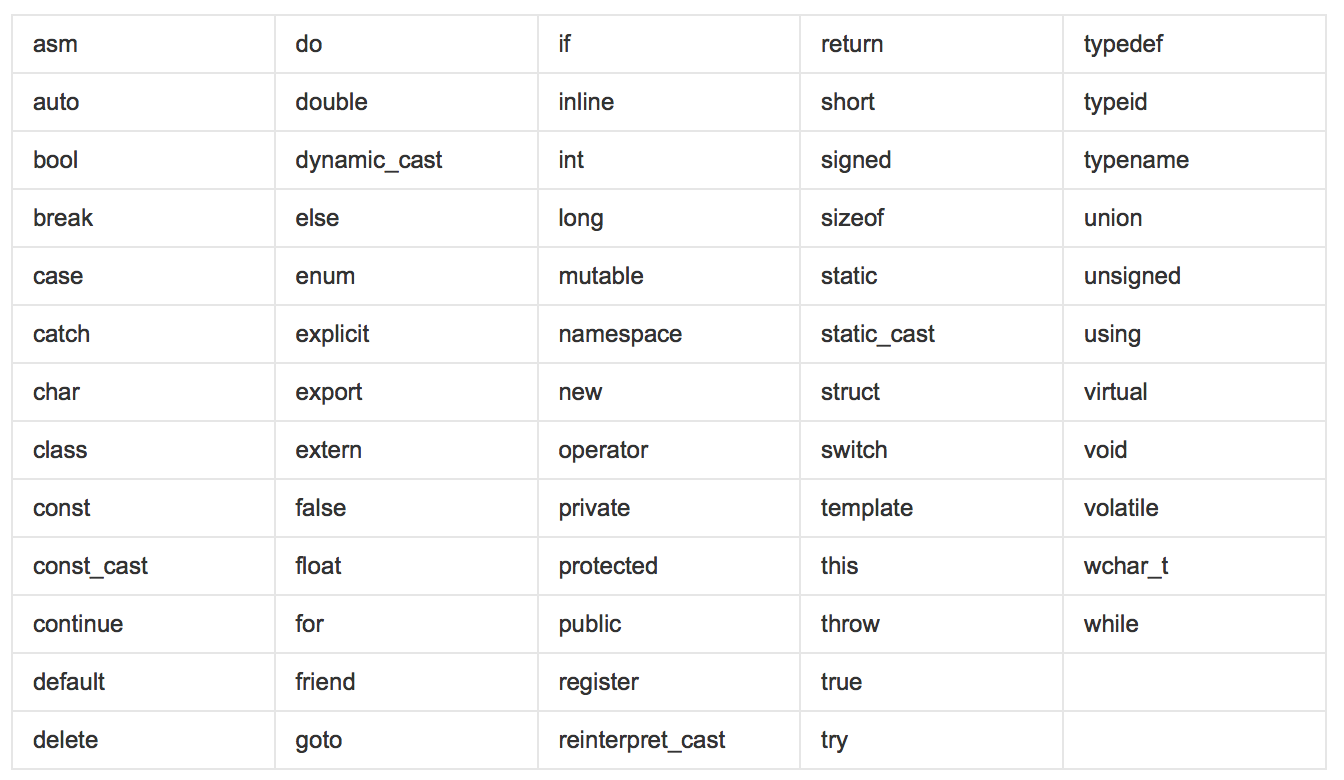 asm do if return typedef
auto double inline short typeid
bool dynamic_cast int signed typename
break else long sizeof union
case enum mutable static unsigned
catch explicit namespace static_cast using
char export new struct virtual
class extern operator switch void
const false private template volatile
const_cast float protected this wchar_t
continue for public throw while
default friend register true
delete goto reinterpret_cast try